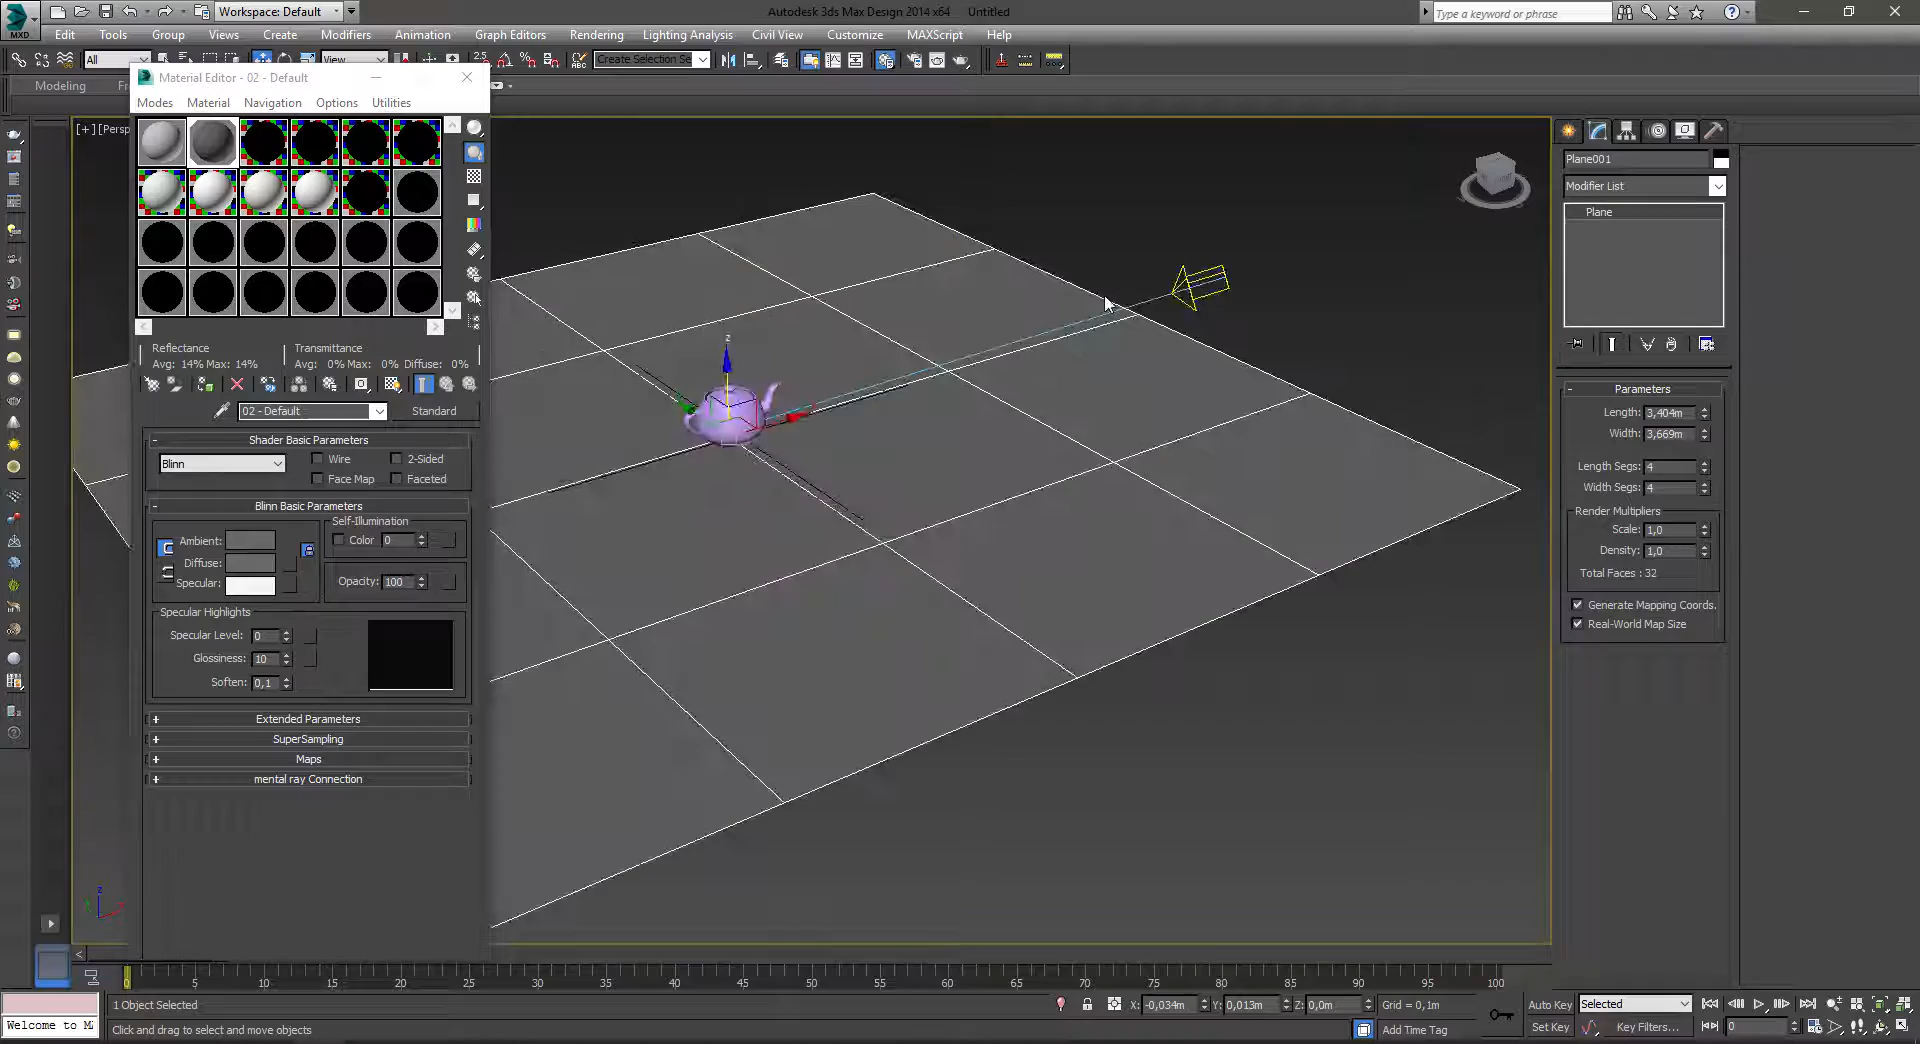 Workspace: Default
Autodesk 3ds Max Design 2014 x64   Untitled
Type a keyword or phrase
MXD
Edit Tools Group Views Create Modifiers Animation Graph Editors Rendering Lighting Analysis Civil View Customize MAXScript Help
All
View
2.5
Create Selection Se
Modeling
Material Editor - 02 - Default
Modes Material Navigation Options Utilities
[+][Persp
Plane001
Modifier List
Plane
z
Reflectance
Avg: 14% Max: 14%
Transmittance
Avg: 0% Max: 0% Diffuse: 0%
02 - Default
Standard
- Shader Basic Parameters
Blinn
Wire
2-Sided
Face Map
Faceted
- Blinn Basic Parameters
Self-Illumination
Ambient:
Color 0
Diffuse:
Specular:
Opacity: 100
Specular Highlights
Specular Level: 0
Glossiness: 10
Soften: 0,1
+ Extended Parameters
+ SuperSampling
+ Maps
+ mental ray Connection
- Parameters
Length: 3,404m
Width: 3,669m
Length Segs: 4
Width Segs: 4
Render Multipliers
Scale: 1,0
Density: 1,0
Total Faces : 32
Generate Mapping Coords.
Real-World Map Size
z
0 5 10 15 20 25 30 35 40 45 50 55 60 65 70 75 80 85 90 95 100
1 Object Selected
X: -0,034m Y: 0,013m Z: 0,0m Grid = 0,1m
Auto Key Selected
Welcome to M
Click and drag to select and move objects
Add Time Tag
Set Key Key Filters... 0